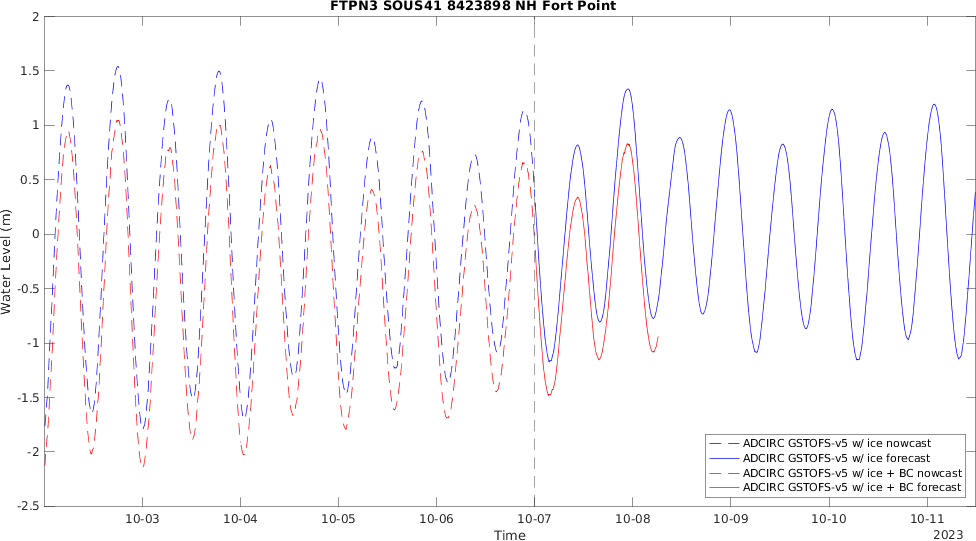 FTPN3 SOUS41 8423898 NH Fort Point
2
1.5
1
0.5
0
-0.5
-1
-1.5
-2
-2.5
Water Level (m)
10-03 10-04 10-05 10-06 10-07 10-08 10-09 10-10 10-11
Time
2023
ADCIRC GSTOFS-v5 w/ ice nowcast
ADCIRC GSTOFS-v5 w/ ice forecast
ADCIRC GSTOFS-v5 w/ ice + BC nowcast
ADCIRC GSTOFS-v5 w/ ice + BC forecast